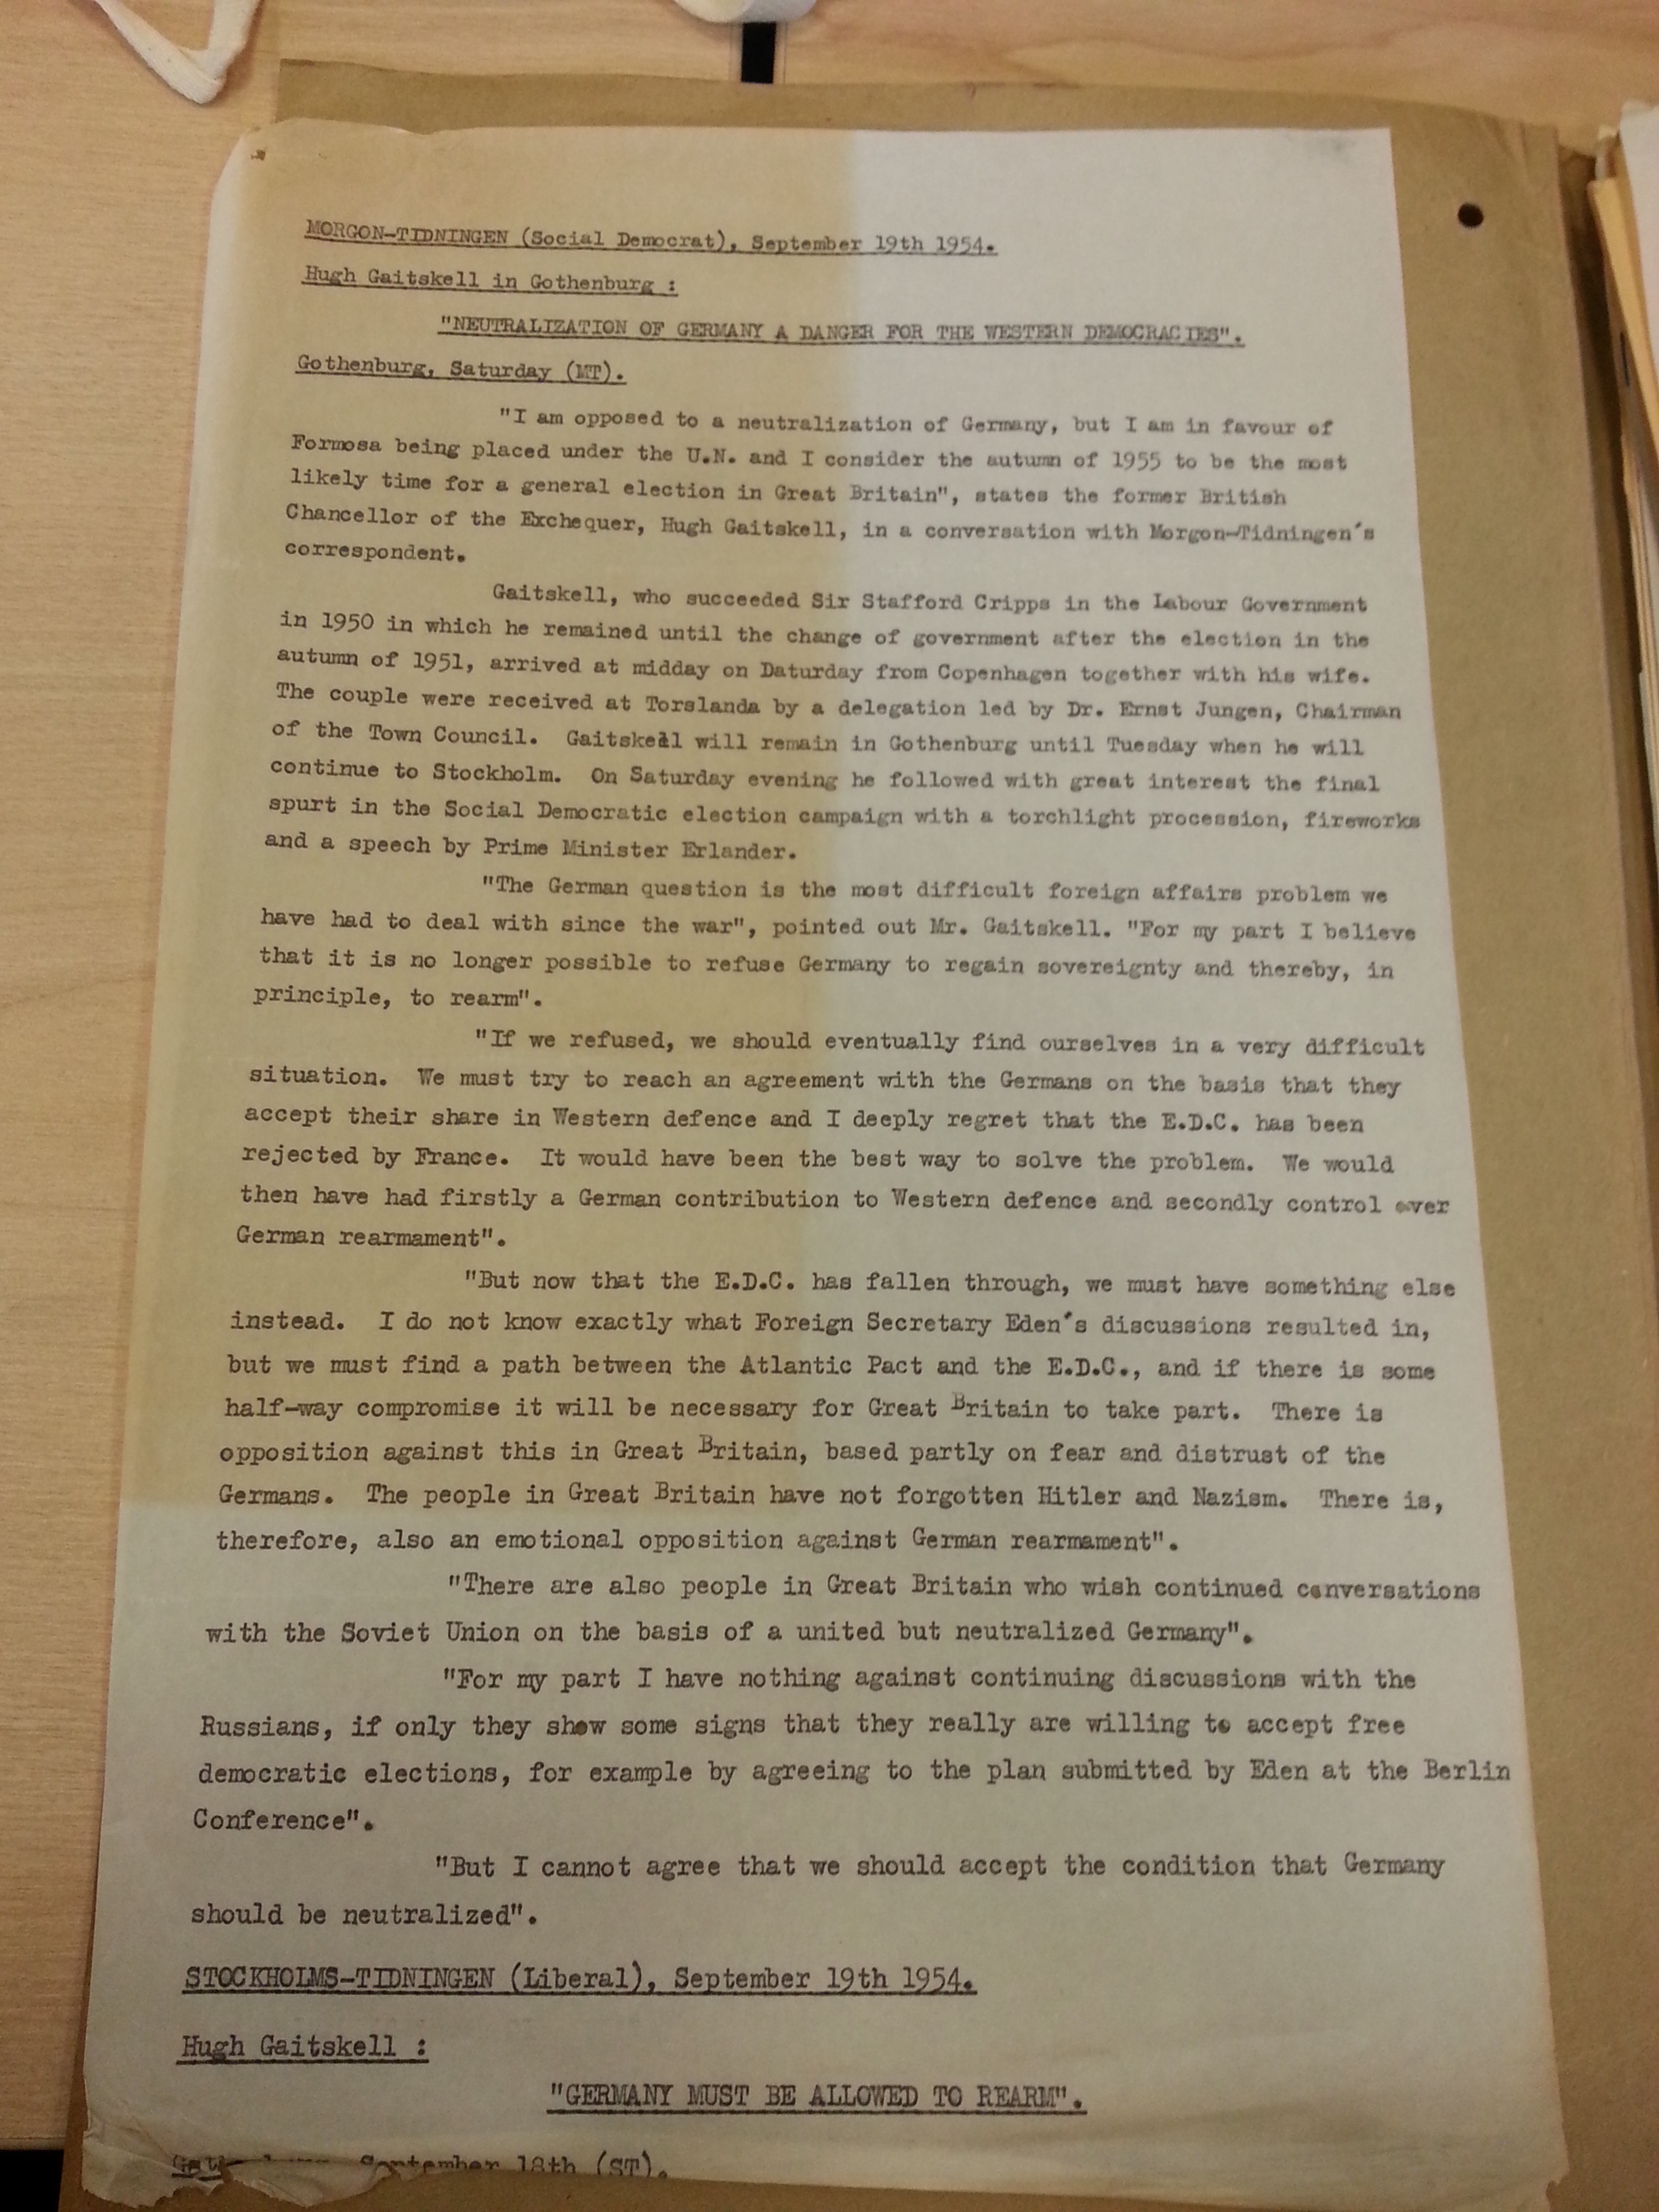 MORGON-TIDNINGEN (Social Democrat), September 19th 1954.
Hugh Gaitskell in Gothenburg :
"NEUTRALIZATION OF GERMANY A DANGER FOR THE WESTERN DEMOCRACIES".
Gothenburg, Saturday (MT).
"I am opposed to a neutralization of Germany, but I am in favour of
Formosa being placed under the U.N. and I consider the autumn of 1955 to be the most
likely time for a general election in Great Britain", states the former British
Chancellor of the Exchequer, Hugh Gaitskell, in a conversation with Morgon-Tidningen's
correspondent.
Gaitskell, who succeeded Sir Stafford Cripps in the Labour Government
in 1950 in which he remained until the change of government after the election in the
autumn of 1951, arrived at midday on Daturday from Copenhagen together with his wife.
The couple were received at Torslanda by a delegation led by Dr. Ernst Jungen, Chairman
of the Town Council. Gaitskell will remain in Gothenburg until Tuesday when he will
continue to Stockholm. On Saturday evening he followed with great interest the final
spurt in the Social Democratic election campaign with a torchlight procession, fireworks
and a speech by Prime Minister Erlander.
"The German question is the most difficult foreign affairs problem we
have had to deal with since the war", pointed out Mr. Gaitskell. "For my part I believe
that it is no longer possible to refuse Germany to regain sovereignty and thereby, in
principle, to rearm".
"If we refused, we should eventually find ourselves in a very difficult
situation. We must try to reach an agreement with the Germans on the basis that they
accept their share in Western defence and I deeply regret that the E.D.C. has been
rejected by France. It would have been the best way to solve the problem. We would
then have had firstly a German contribution to Western defence and secondly control over
German rearmament".
"But now that the E.D.C. has fallen through, we must have something else
instead. I do not know exactly what Foreign Secretary Eden's discussions resulted in,
but we must find a path between the Atlantic Pact and the E.D.C., and if there is some
half-way compromise it will be necessary for Great Britain to take part. There is
opposition against this in Great Britain, based partly on fear and distrust of the
Germans. The people in Great Britain have not forgotten Hitler and Nazism. There is,
therefore, also an emotional opposition against German rearmament".
"There are also people in Great Britain who wish continued conversations
with the Soviet Union on the basis of a united but neutralized Germany".
"For my part I have nothing against continuing discussions with the
Russians, if only they show some signs that they really are willing to accept free
democratic elections, for example by agreeing to the plan submitted by Eden at the Berlin
Conference".
"But I cannot agree that we should accept the condition that Germany
should be neutralized".
STOCKHOLMS-TIDNINGEN (Liberal), September 19th 1954.
Hugh Gaitskell :
"GERMANY MUST BE ALLOWED TO REARM".
September 18th (ST).